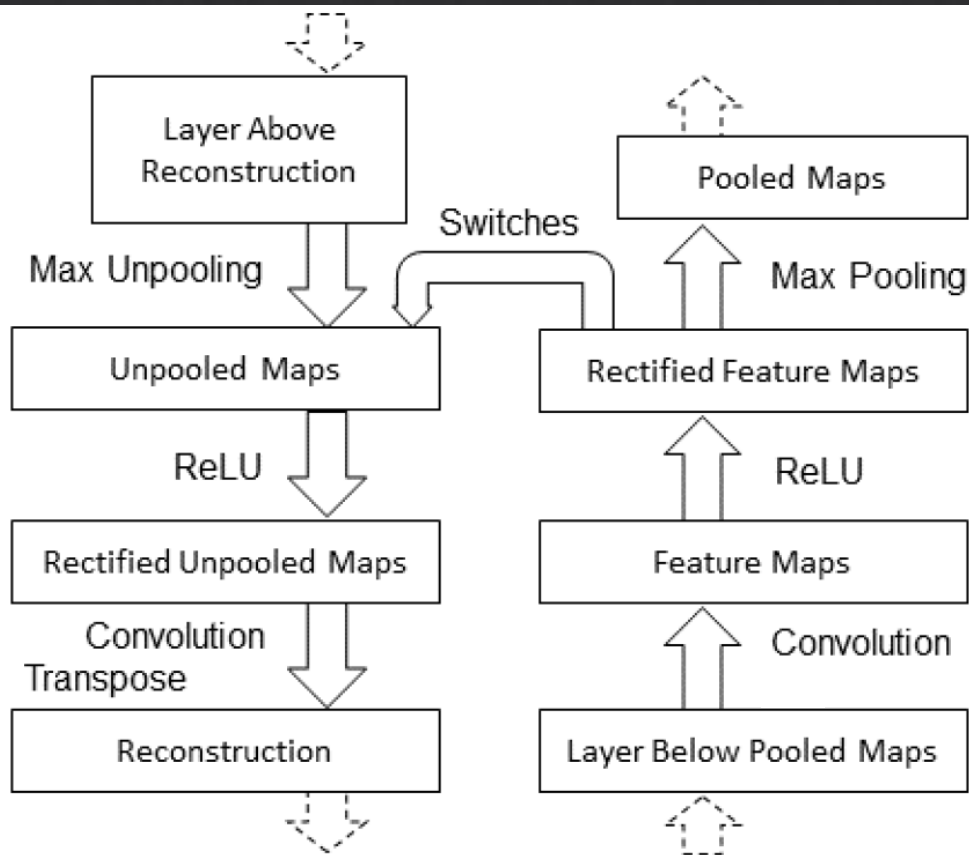 Layer Above
Reconstruction
Max Unpooling
Unpooled Maps
ReLU
Rectified Unpooled Maps
Convolution
Transpose
Reconstruction
Switches
Pooled Maps
Max Pooling
Rectified Feature Maps
ReLU
Feature Maps
Convolution
Layer Below Pooled Maps